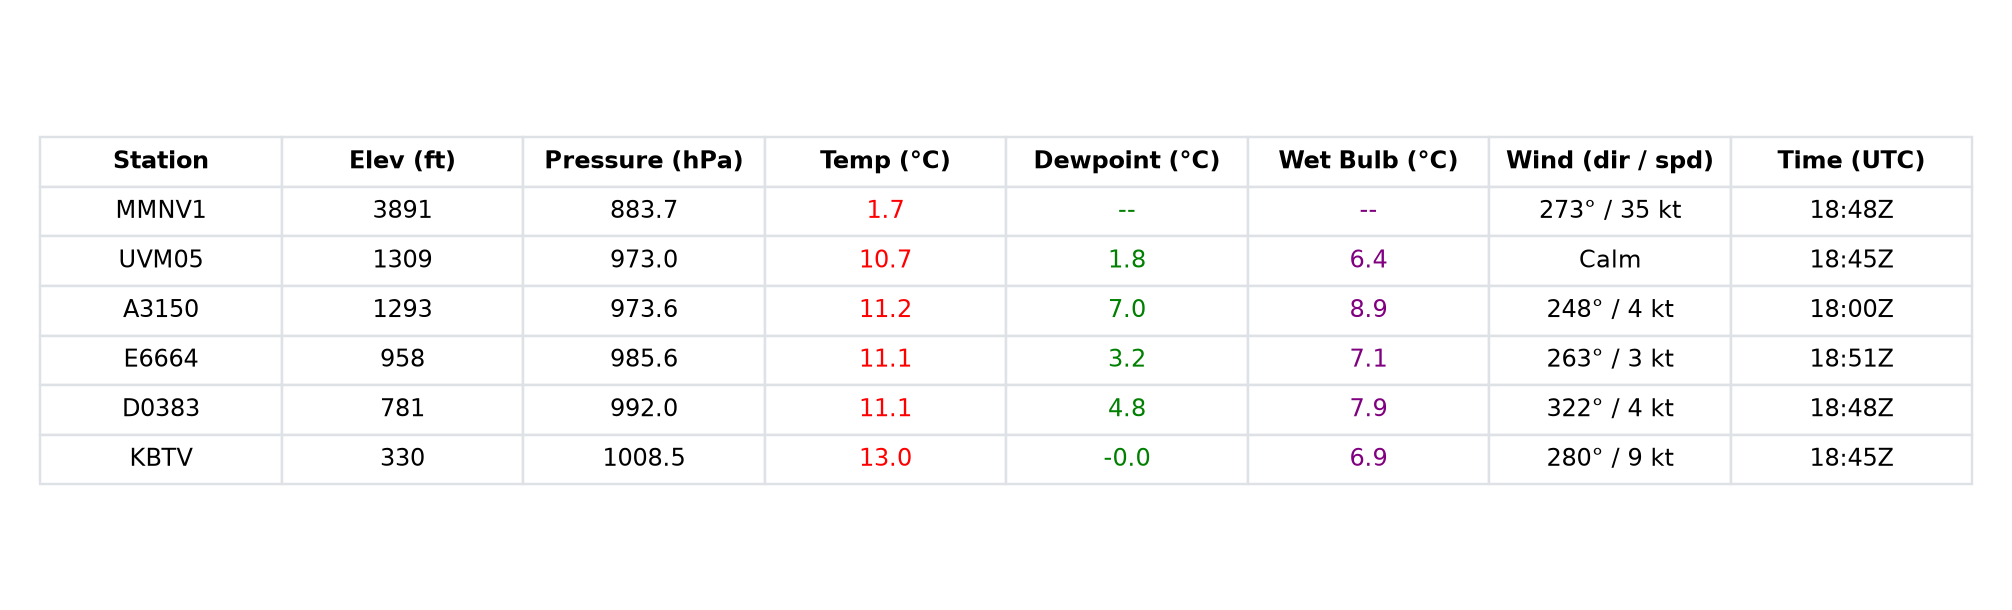 Station Elev (ft) Pressure (hPa) Temp (°C) Dewpoint (°C) Wet Bulb (°C) Wind (dir / spd) Time (UTC)
MMNV1 3891 883.7 1.7 -- -- 273° / 35 kt 18:48Z
UVM05 1309 973.0 10.7 1.8 6.4 Calm 18:45Z
A3150 1293 973.6 11.2 7.0 8.9 248° / 4 kt 18:00Z
E6664 958 985.6 11.1 3.2 7.1 263° / 3 kt 18:51Z
D0383 781 992.0 11.1 4.8 7.9 322° / 4 kt 18:48Z
KBTV 330 1008.5 13.0 -0.0 6.9 280° / 9 kt 18:45Z